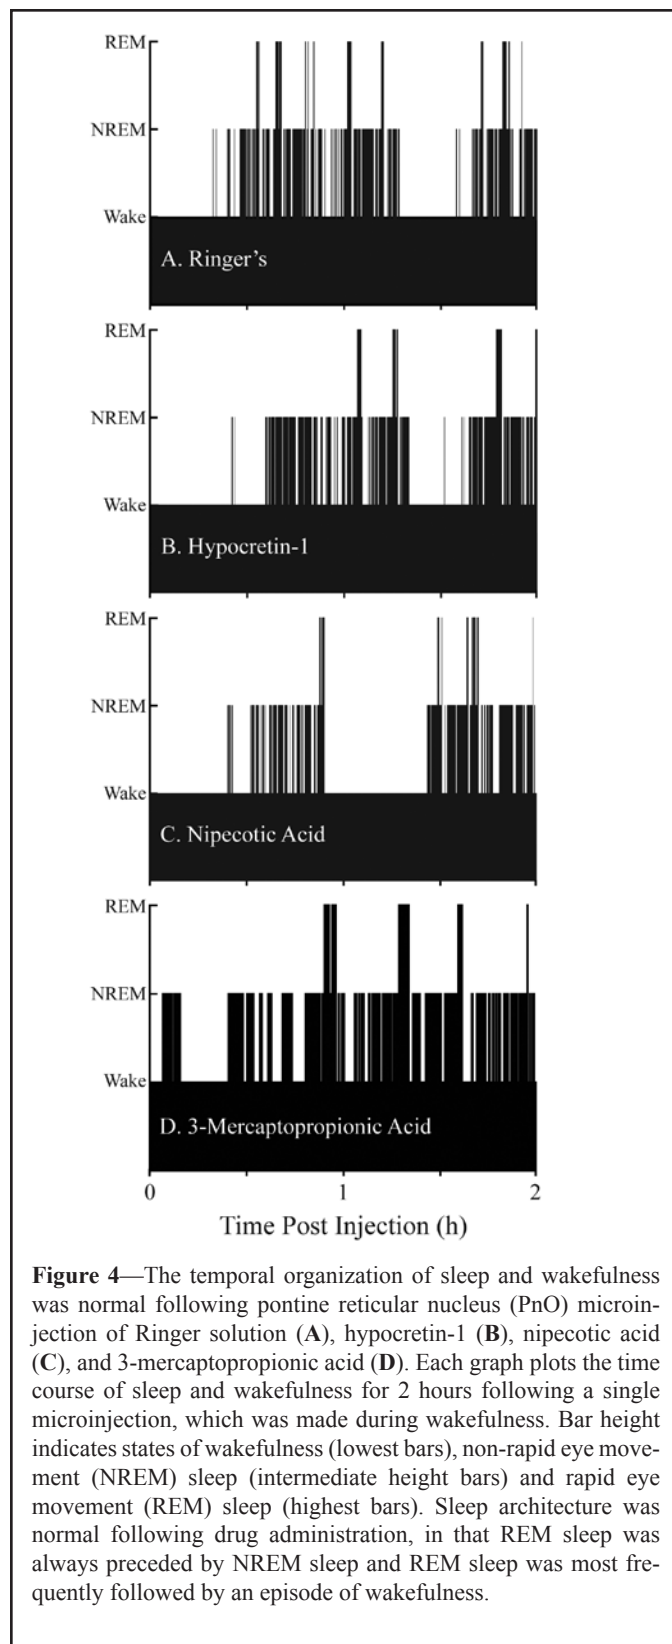 REM
NREM
Wake
A. Ringer's
REM
NREM
Wake
B. Hypocretin-1
REM
NREM
Wake
C. Nipecotic Acid
REM
NREM
Wake
D. 3-Mercaptopropionic Acid
0 1 2
Time Post Injection (h)
Figure 4—The temporal organization of sleep and wakefulness
was normal following pontine reticular nucleus (PnO) microin-
jection of Ringer solution (A), hypocretin-1 (B), nipecotic acid
(C), and 3-mercaptopropionic acid (D). Each graph plots the time
course of sleep and wakefulness for 2 hours following a single
microinjection, which was made during wakefulness. Bar height
indicates states of wakefulness (lowest bars), non-rapid eye move-
ment (NREM) sleep (intermediate height bars) and rapid eye
movement (REM) sleep (highest bars). Sleep architecture was
normal following drug administration, in that REM sleep was
always preceded by NREM sleep and REM sleep was most fre-
quently followed by an episode of wakefulness.